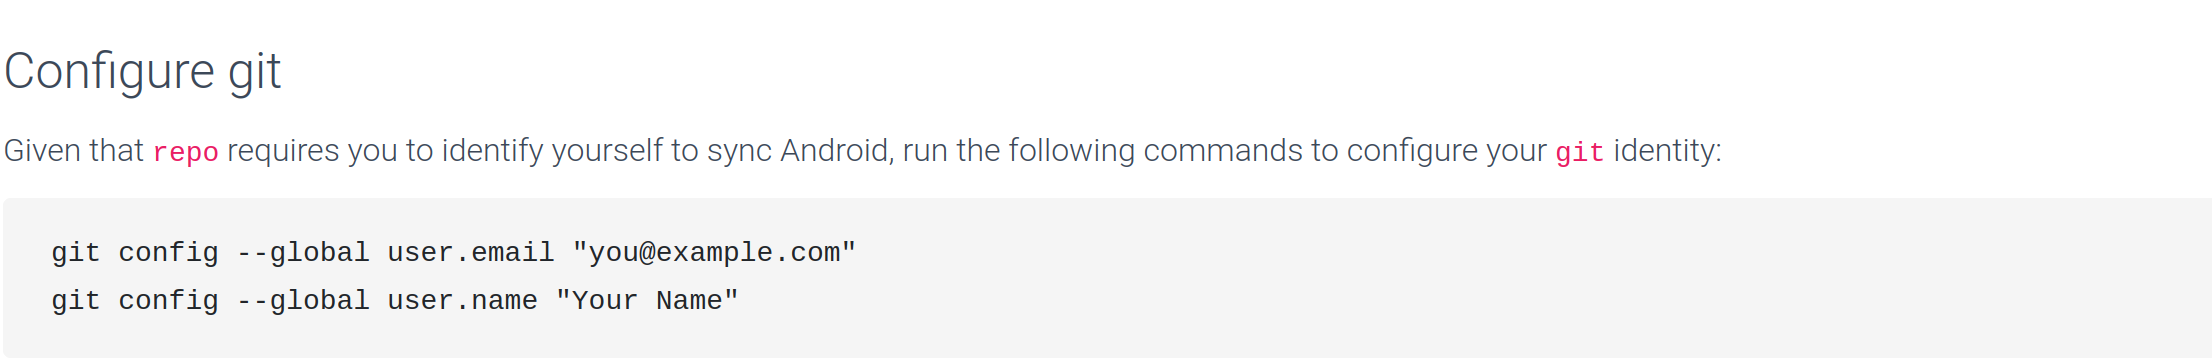 Configure git
Given that repo requires you to identify yourself to sync Android, run the following commands to configure your git identity:
git config --global user.email "you@example.com"
git config --global user.name "Your Name"